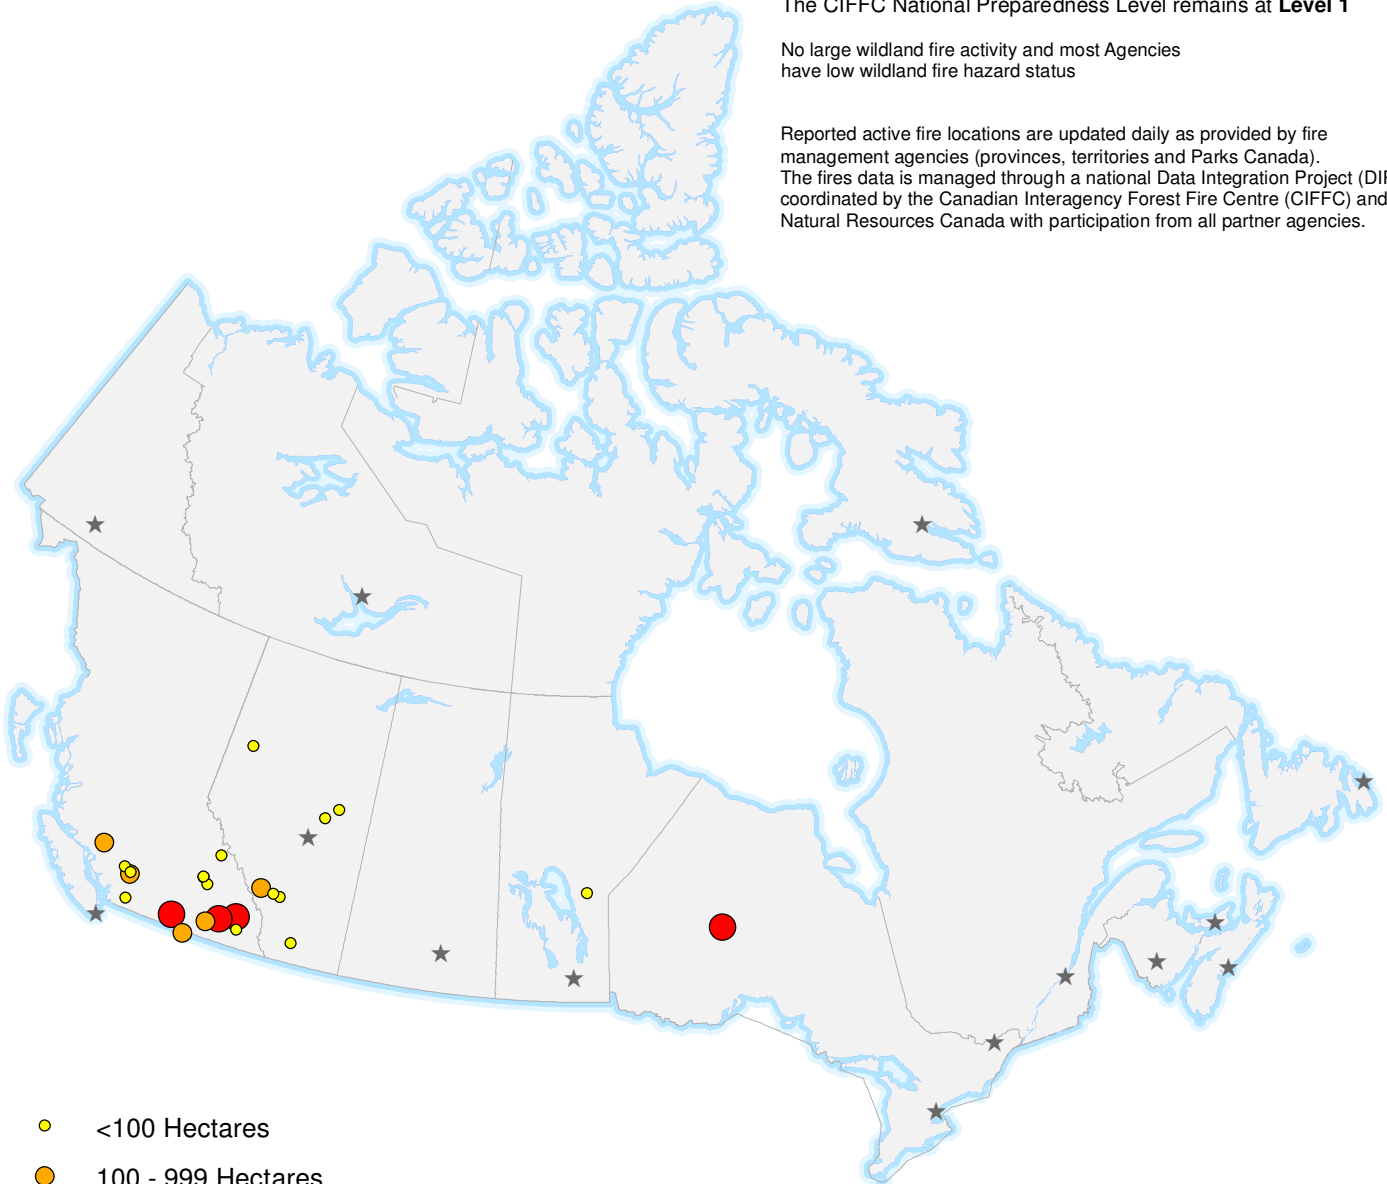 The CIFFC National Preparedness Level remains at Level 1
No large wildland fire activity and most Agencies
have low wildland fire hazard status
Reported active fire locations are updated daily as provided by fire
management agencies (provinces, territories and Parks Canada).
The fires data is managed through a national Data Integration Project (DIP
coordinated by the Canadian Interagency Forest Fire Centre (CIFFC) and
Natural Resources Canada with participation from all partner agencies.
<100 Hectares
100 - 999 Hectares